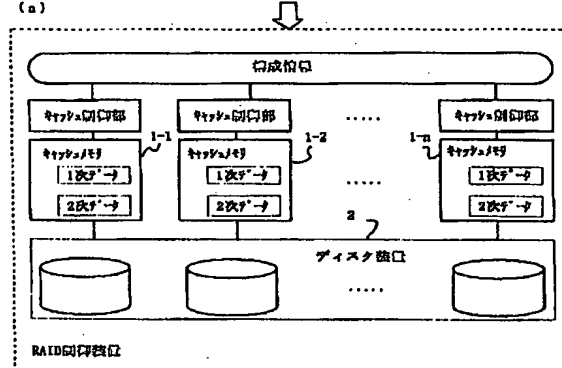 (a)
構成情報
キャッシュ制御部 キャッシュ制御部 ..... キャッシュ制御部
1-1 1-2 1-n
キャッシュメモリ キャッシュメモリ キャッシュメモリ
1次データ 1次データ ..... 1次データ
2次データ 2次データ 2次データ
2
ディスク装置
.....
RAID制御装置